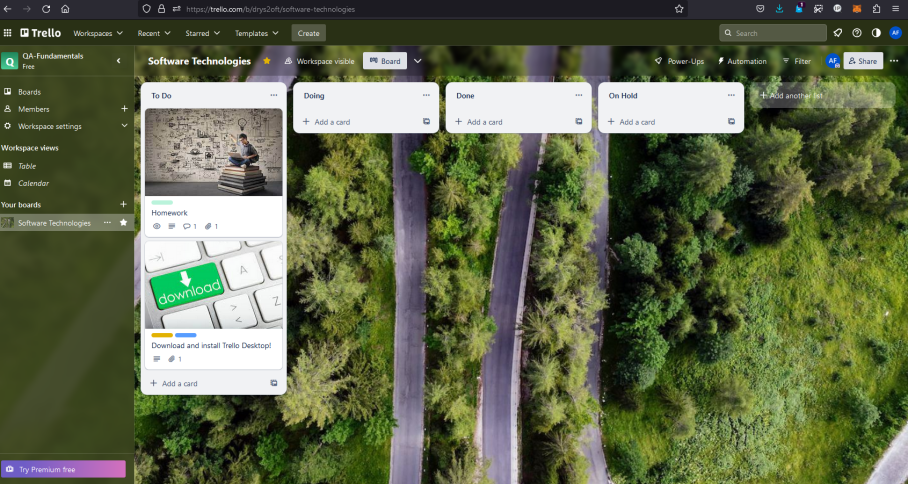 https://trello.com/b/drys2oft/software-technologies
Trello Workspaces Recent Starred Templates Create Search AF
Q QA-Fundamentals
Free
Boards
Members
Workspace settings
Workspace views
Table
Calendar
Your boards
Software Technologies
Try Premium free
Software Technologies Workspace visible Board Power-Ups Automation Filter AF Share
To Do
Homework
1 1
download
Download and install Trello Desktop!
1
Add a card
Doing
Add a card
Done
Add a card
On Hold
Add a card
Add another list